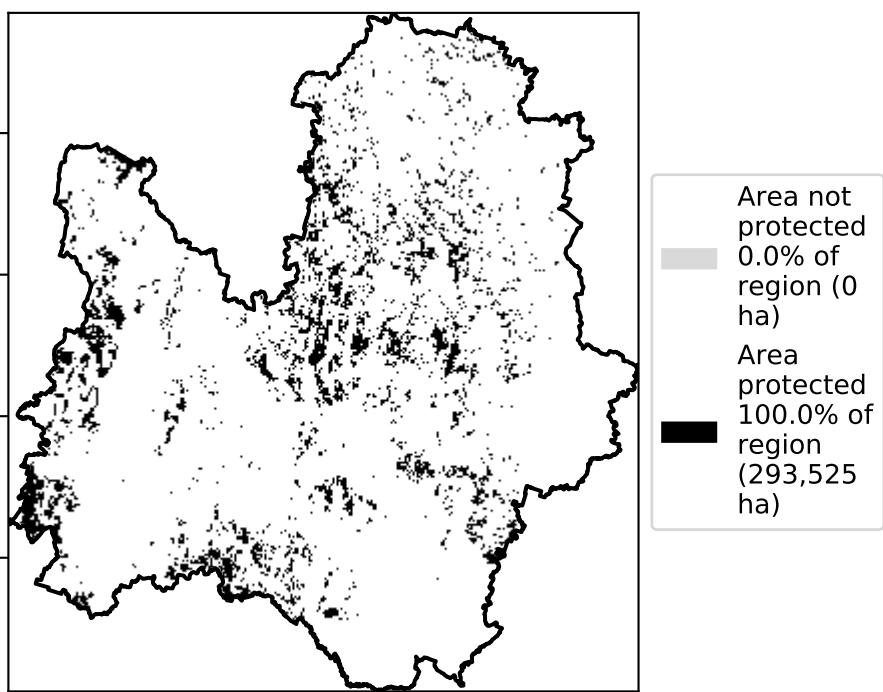 Area not
protected
0.0% of
region (0
ha)
Area
protected
100.0% of
region
(293,525
ha)